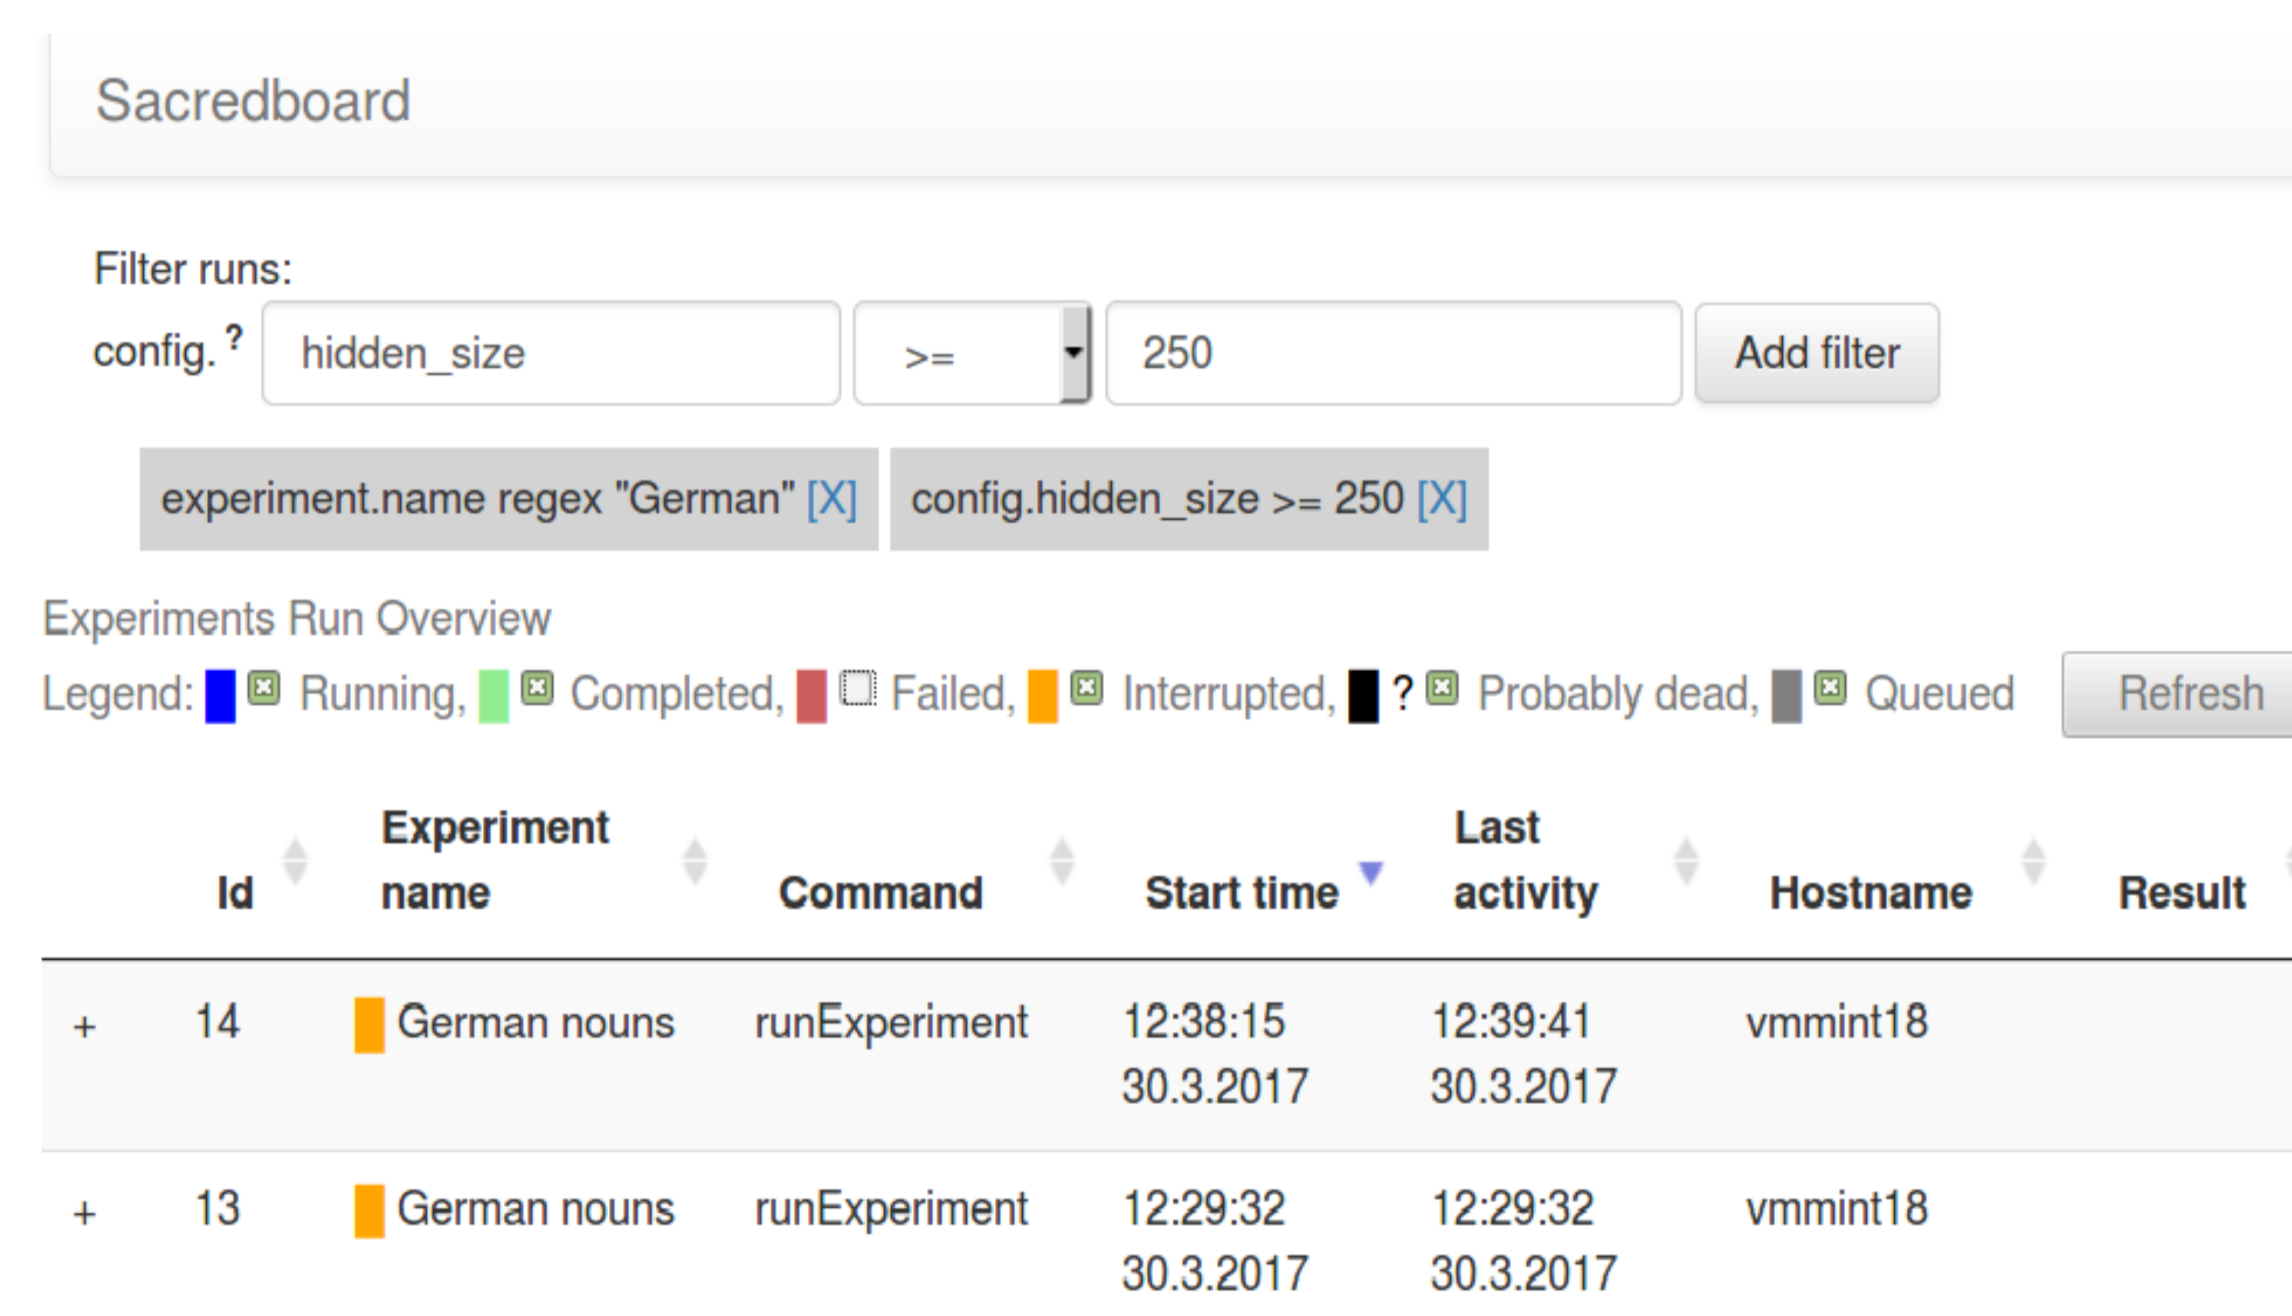 Sacredboard
Filter runs:
config. ? hidden_size >= 250 Add filter
experiment.name regex "German" [X] config.hidden_size >= 250 [X]
Experiments Run Overview
Legend: Running, Completed, Failed, Interrupted, ? Probably dead, Queued Refresh
Id Experiment name Command Start time Last activity Hostname Result
+ 14 German nouns runExperiment 12:38:15 12:39:41 vmmint18
30.3.2017 30.3.2017
+ 13 German nouns runExperiment 12:29:32 12:29:32 vmmint18
30.3.2017 30.3.2017